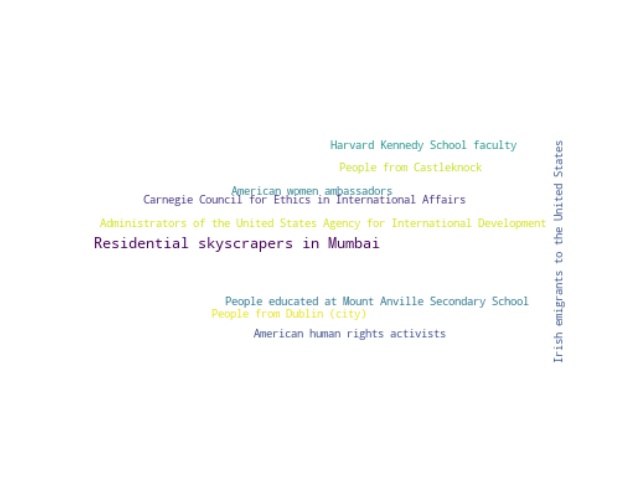 Harvard Kennedy School faculty
People from Castleknock
American women ambassadors
Carnegie Council for Ethics in International Affairs
Administrators of the United States Agency for International Development
Residential skyscrapers in Mumbai
People educated at Mount Anville Secondary School
People from Dublin (city)
American human rights activists
Irish emigrants to the United States